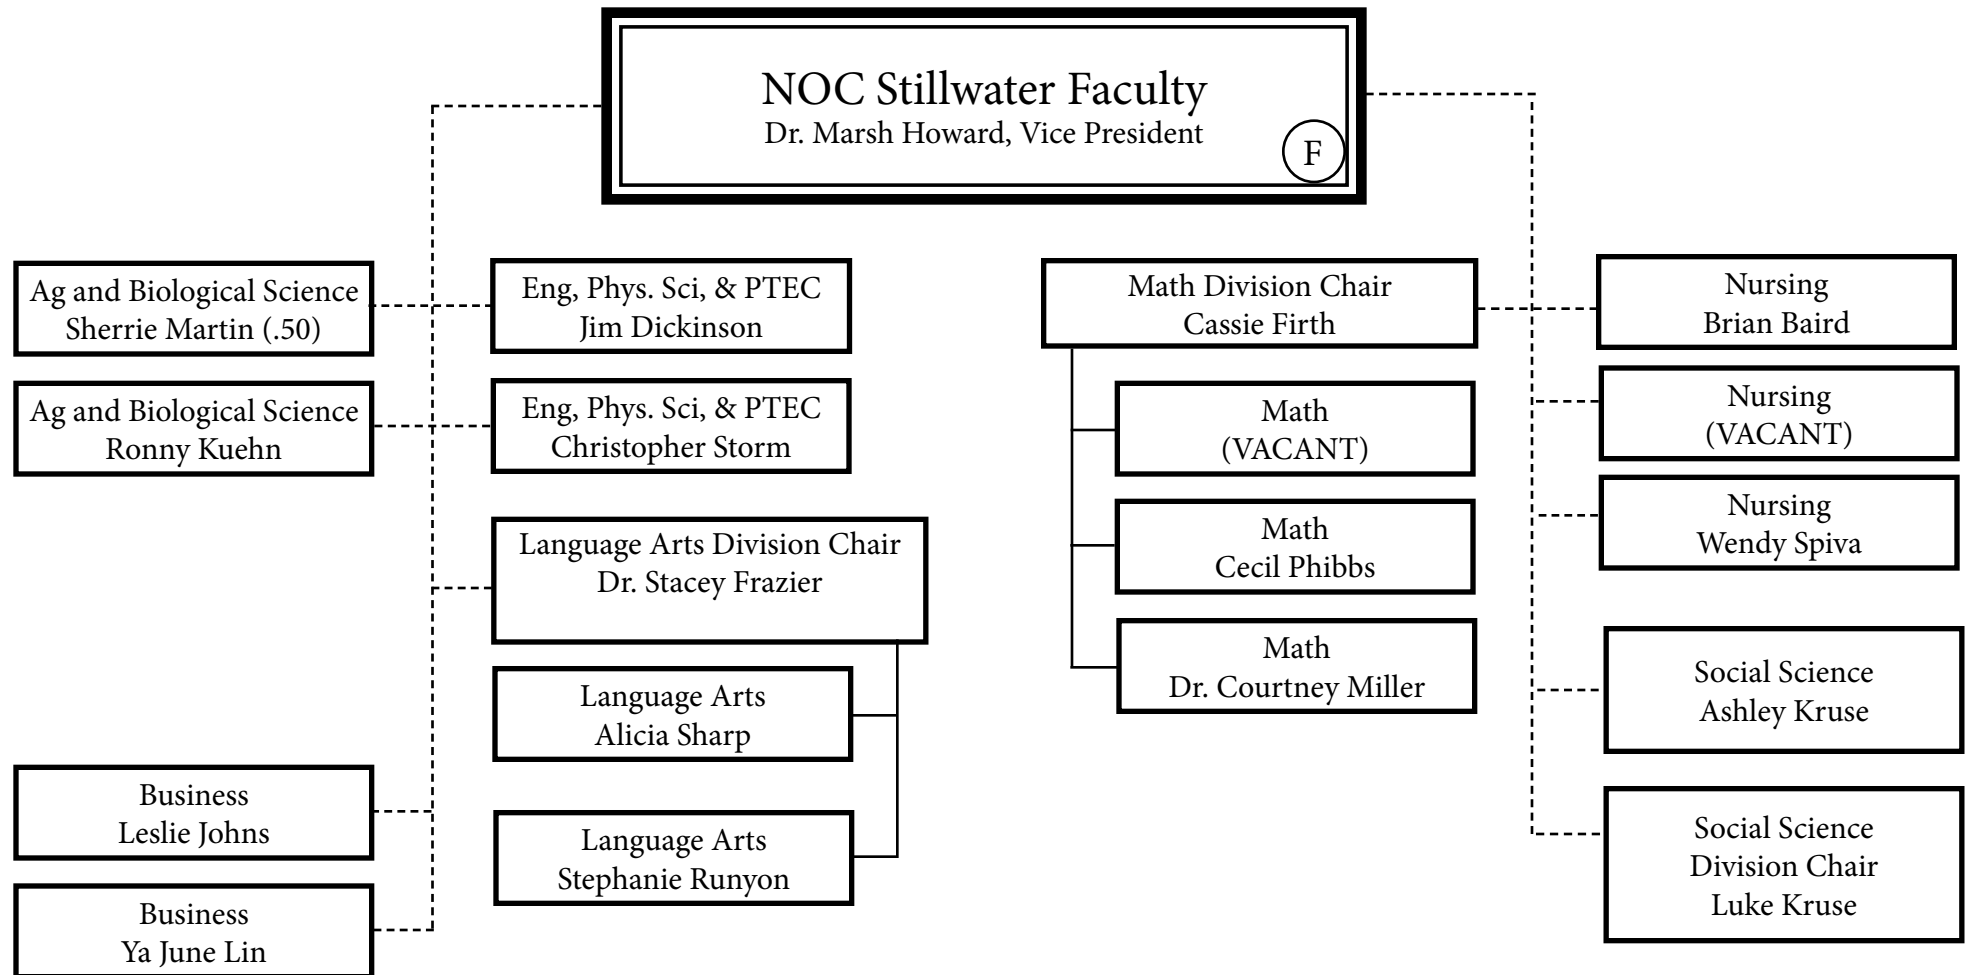 NOC Stillwater Faculty
Dr. Marsh Howard, Vice President
F
Ag and Biological Science
Sherrie Martin (.50)
Ag and Biological Science
Ronny Kuehn
Business
Leslie Johns
Business
Ya June Lin
Eng, Phys. Sci, & PTEC
Jim Dickinson
Eng, Phys. Sci, & PTEC
Christopher Storm
Language Arts Division Chair
Dr. Stacey Frazier
Language Arts
Alicia Sharp
Language Arts
Stephanie Runyon
Math Division Chair
Cassie Firth
Math
(VACANT)
Math
Cecil Phibbs
Math
Dr. Courtney Miller
Nursing
Brian Baird
Nursing
(VACANT)
Nursing
Wendy Spiva
Social Science
Ashley Kruse
Social Science
Division Chair
Luke Kruse